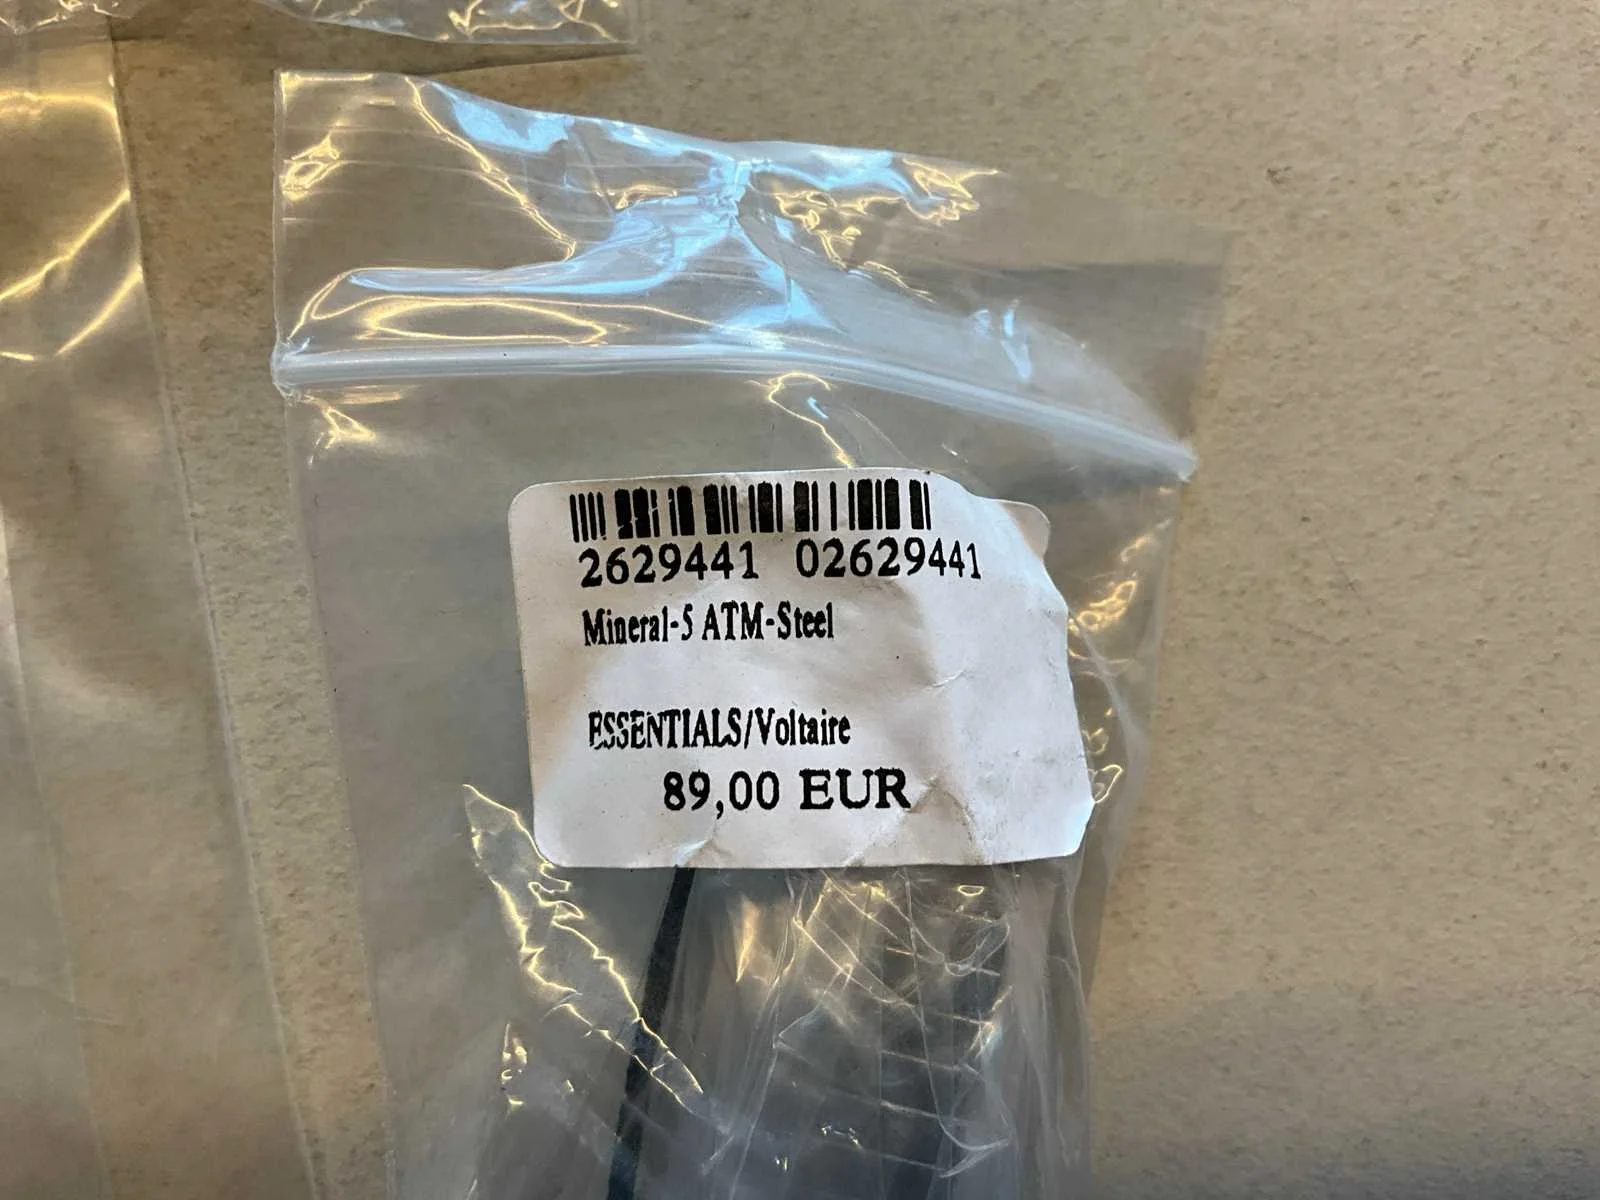 2629441 02629441
Mineral-5 ATM-Steel
ESSENTIALS/Voltaire
89,00 EUR